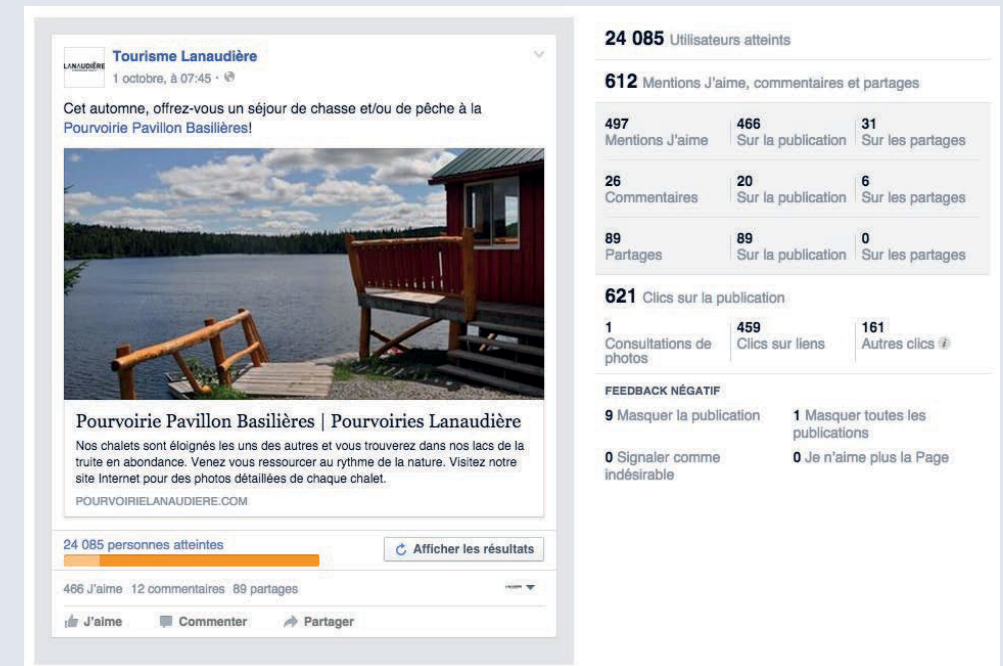 LANAUDIÈRE
Tourisme Lanaudière
1 octobre, à 07:45 ·
Cet automne, offrez-vous un séjour de chasse et/ou de pêche à la
Pourvoirie Pavillon Basilières!
Pourvoirie Pavillon Basilières | Pourvoiries Lanaudière
Nos chalets sont éloignés les uns des autres et vous trouverez dans nos lacs de la
truite en abondance. Venez vous ressourcer au rythme de la nature. Visitez notre
site Internet pour des photos détaillées de chaque chalet.
POURVOIRIELANAUDIERE.COM
24 085 personnes atteintes
Afficher les résultats
466 J'aime 12 commentaires 89 partages
J'aime Commenter Partager
24 085 Utilisateurs atteints
612 Mentions J'aime, commentaires et partages
497 466 31
Mentions J'aime Sur la publication Sur les partages
26 20 6
Commentaires Sur la publication Sur les partages
89 89 0
Partages Sur la publication Sur les partages
621 Clics sur la publication
1 459 161
Consultations de Clics sur liens Autres clics i
photos
FEEDBACK NÉGATIF
9 Masquer la publication 1 Masquer toutes les
publications
0 Signaler comme 0 Je n'aime plus la Page
indésirable